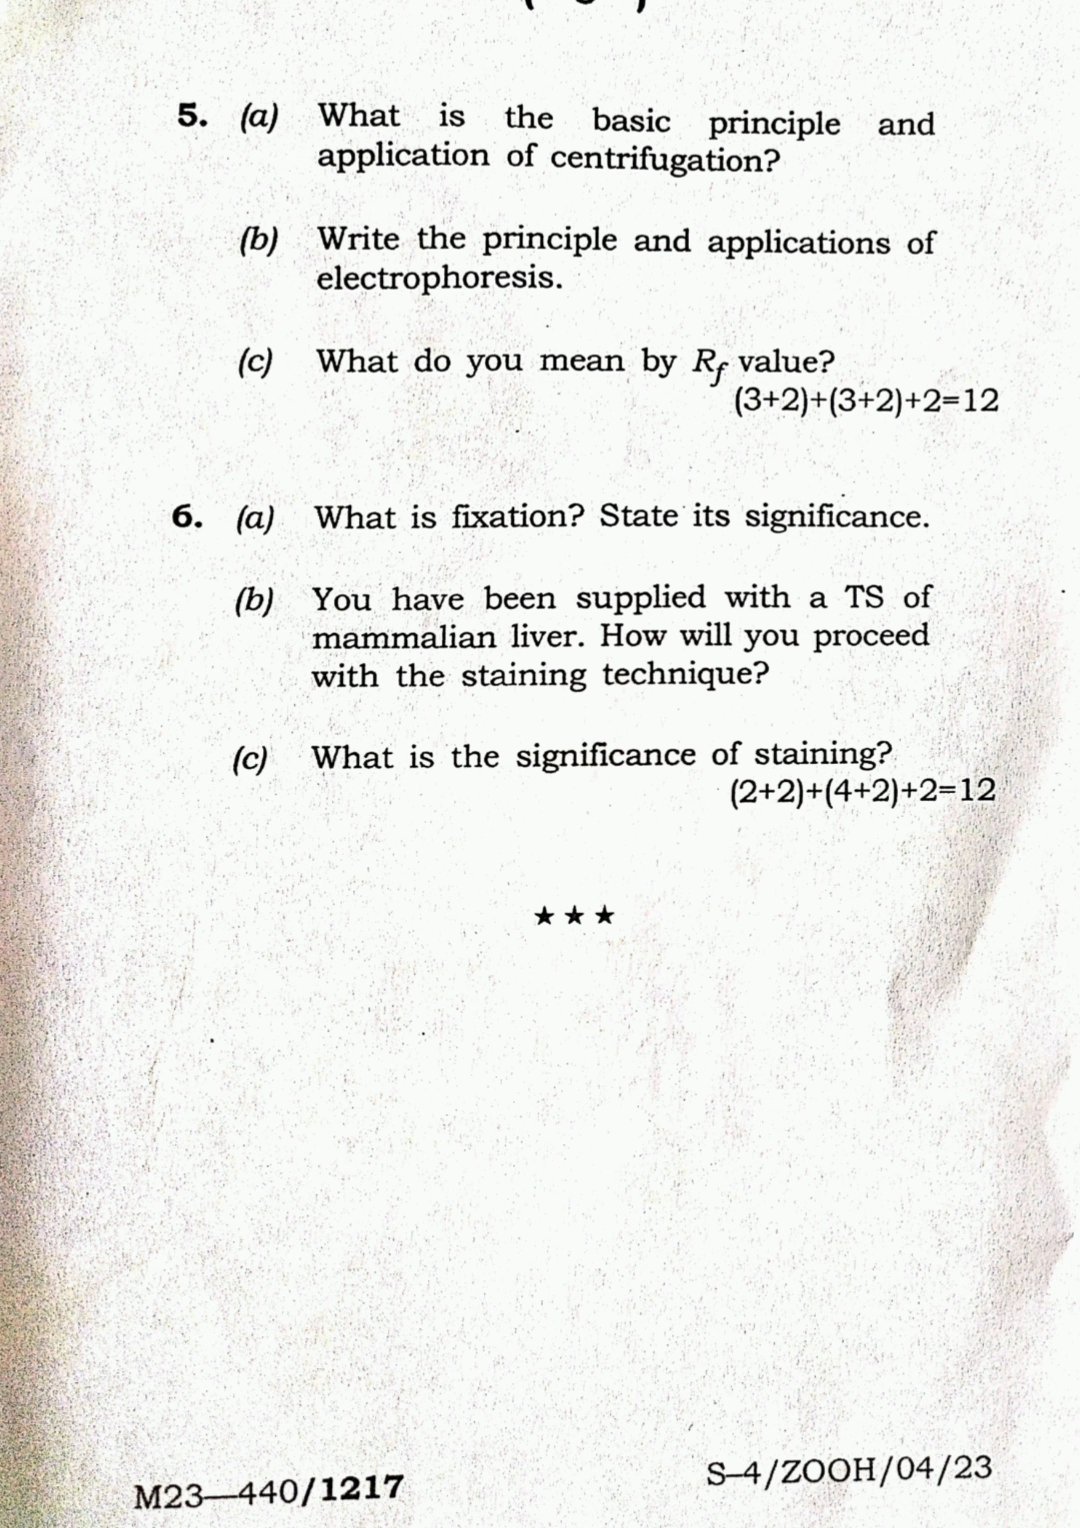 5. (a) What is the basic principle and
application of centrifugation?
(b) Write the principle and applications of
electrophoresis.
(c) What do you mean by Rf value?
(3+2)+(3+2)+2=12
6. (a) What is fixation? State its significance.
(b) You have been supplied with a TS of
mammalian liver. How will you proceed
with the staining technique?
(c) What is the significance of staining?
(2+2)+(4+2)+2=12
★★★
M23—440/1217
S–4/ZOOH/04/23